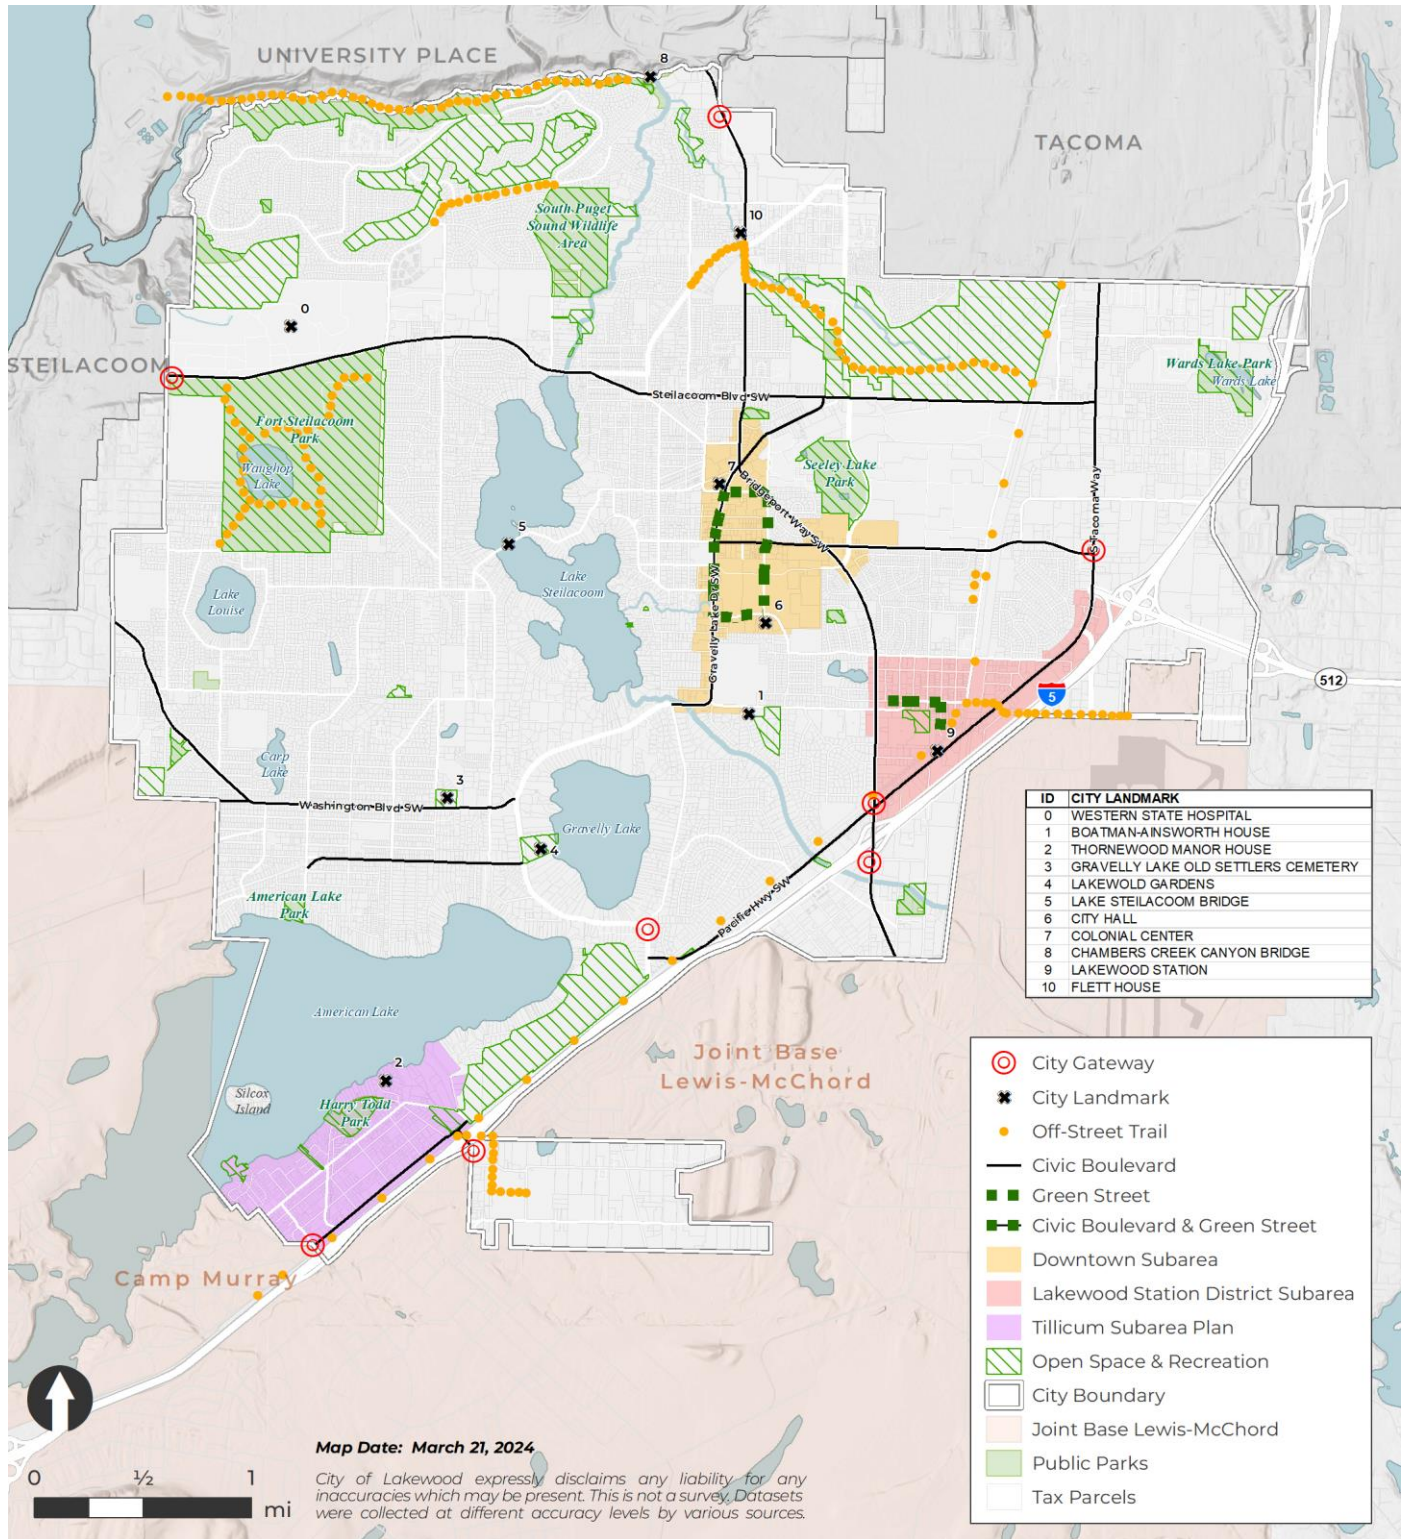 UNIVERSITY PLACE
8
TACOMA
10
South Puget
Sound Wildlife
Area
0
STEILACOOM
Wards Lake Park
Wards Lake
Steilacoom Blvd SW
Fort Steilacoom
Park
Waughop
Lake
7
Seeley Lake
Park
Bridgeport Way SW
S Tacoma Way
5
Lake
Steilacoom
Lake
Louise
6
Gravelly Lake Dr SW
512
5
1
9
Carp
Lake
3
Washington Blvd SW
Gravelly Lake
4
American Lake
Park
Pacific Hwy SW
ID CITY LANDMARK
0 WESTERN STATE HOSPITAL
1 BOATMAN-AINSWORTH HOUSE
2 THORNEWOOD MANOR HOUSE
3 GRAVELLY LAKE OLD SETTLERS CEMETERY
4 LAKEWOLD GARDENS
5 LAKE STEILACOOM BRIDGE
6 CITY HALL
7 COLONIAL CENTER
8 CHAMBERS CREEK CANYON BRIDGE
9 LAKEWOOD STATION
10 FLETT HOUSE
American Lake
2
Silcox
Island
Harry Todd
Park
Joint Base
Lewis-McChord
Camp Murray
City Gateway
City Landmark
Off-Street Trail
Civic Boulevard
Green Street
Civic Boulevard & Green Street
Downtown Subarea
Lakewood Station District Subarea
Tillicum Subarea Plan
Open Space & Recreation
City Boundary
Joint Base Lewis-McChord
Public Parks
Tax Parcels
0 ½ 1
mi
Map Date: March 21, 2024
City of Lakewood expressly disclaims any liability for any
inaccuracies which may be present. This is not a survey. Datasets
were collected at different accuracy levels by various sources.